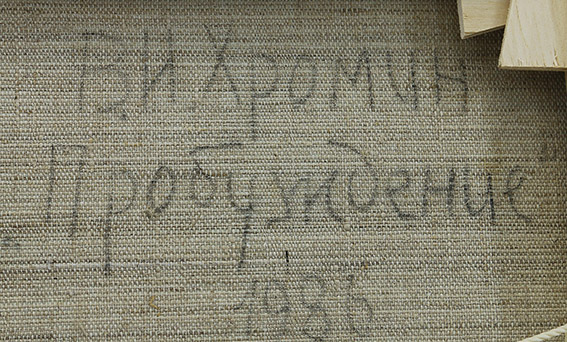 В.И. Хромин
"Пробуждение"
1986